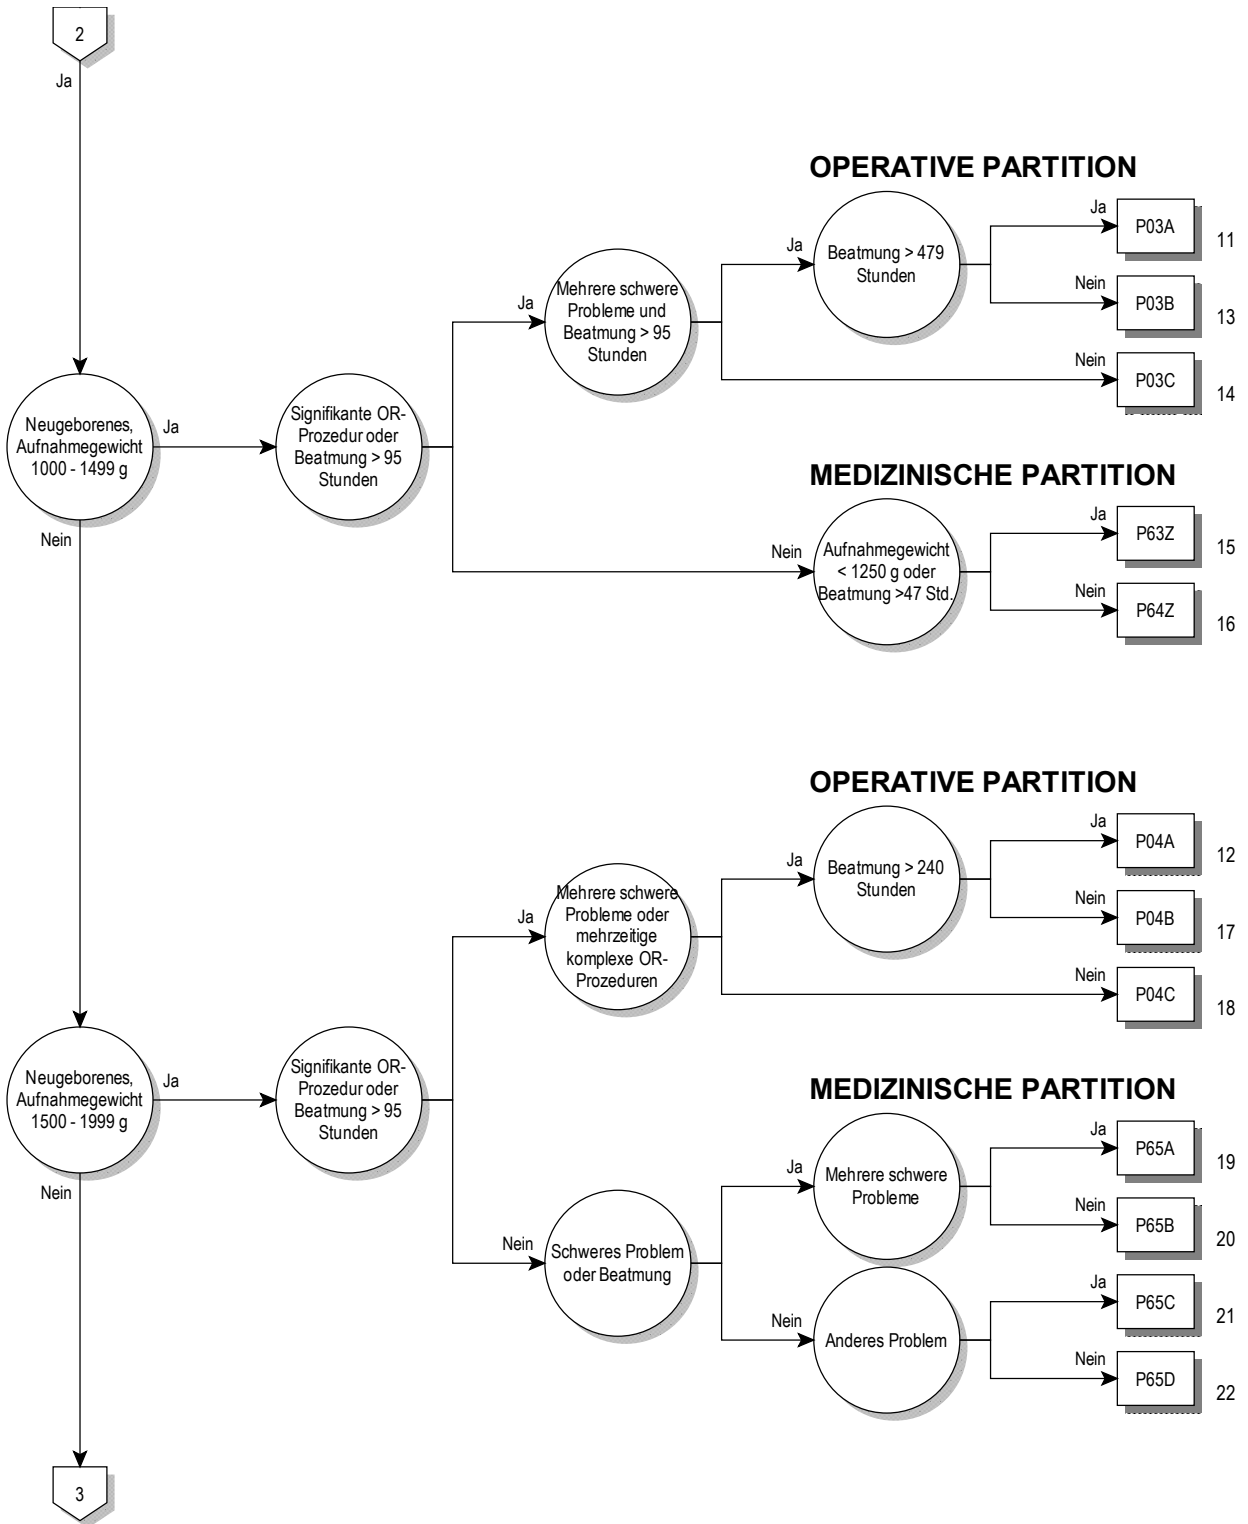 2
Ja
OPERATIVE PARTITION
Neugeborenes,
Aufnahmegewicht
1000 - 1499 g
Ja
Nein
Signifikante OR-
Prozedur oder
Beatmung > 95
Stunden
Ja
Mehrere schwere
Probleme und
Beatmung > 95
Stunden
Ja
Beatmung > 479
Stunden
Ja
P03A
11
Nein
P03B
13
Nein
P03C
14
MEDIZINISCHE PARTITION
Nein
Aufnahmegewicht
< 1250 g oder
Beatmung >47 Std.
Ja
P63Z
15
Nein
P64Z
16
OPERATIVE PARTITION
Neugeborenes,
Aufnahmegewicht
1500 - 1999 g
Ja
Nein
Signifikante OR-
Prozedur oder
Beatmung > 95
Stunden
Ja
Mehrere schwere
Probleme oder
mehrzeitige
komplexe OR-
Prozeduren
Ja
Beatmung > 240
Stunden
Ja
P04A
12
Nein
P04B
17
Nein
P04C
18
MEDIZINISCHE PARTITION
Nein
Schweres Problem
oder Beatmung
Ja
Mehrere schwere
Probleme
Ja
P65A
19
Nein
P65B
20
Nein
Anderes Problem
Ja
P65C
21
Nein
P65D
22
3